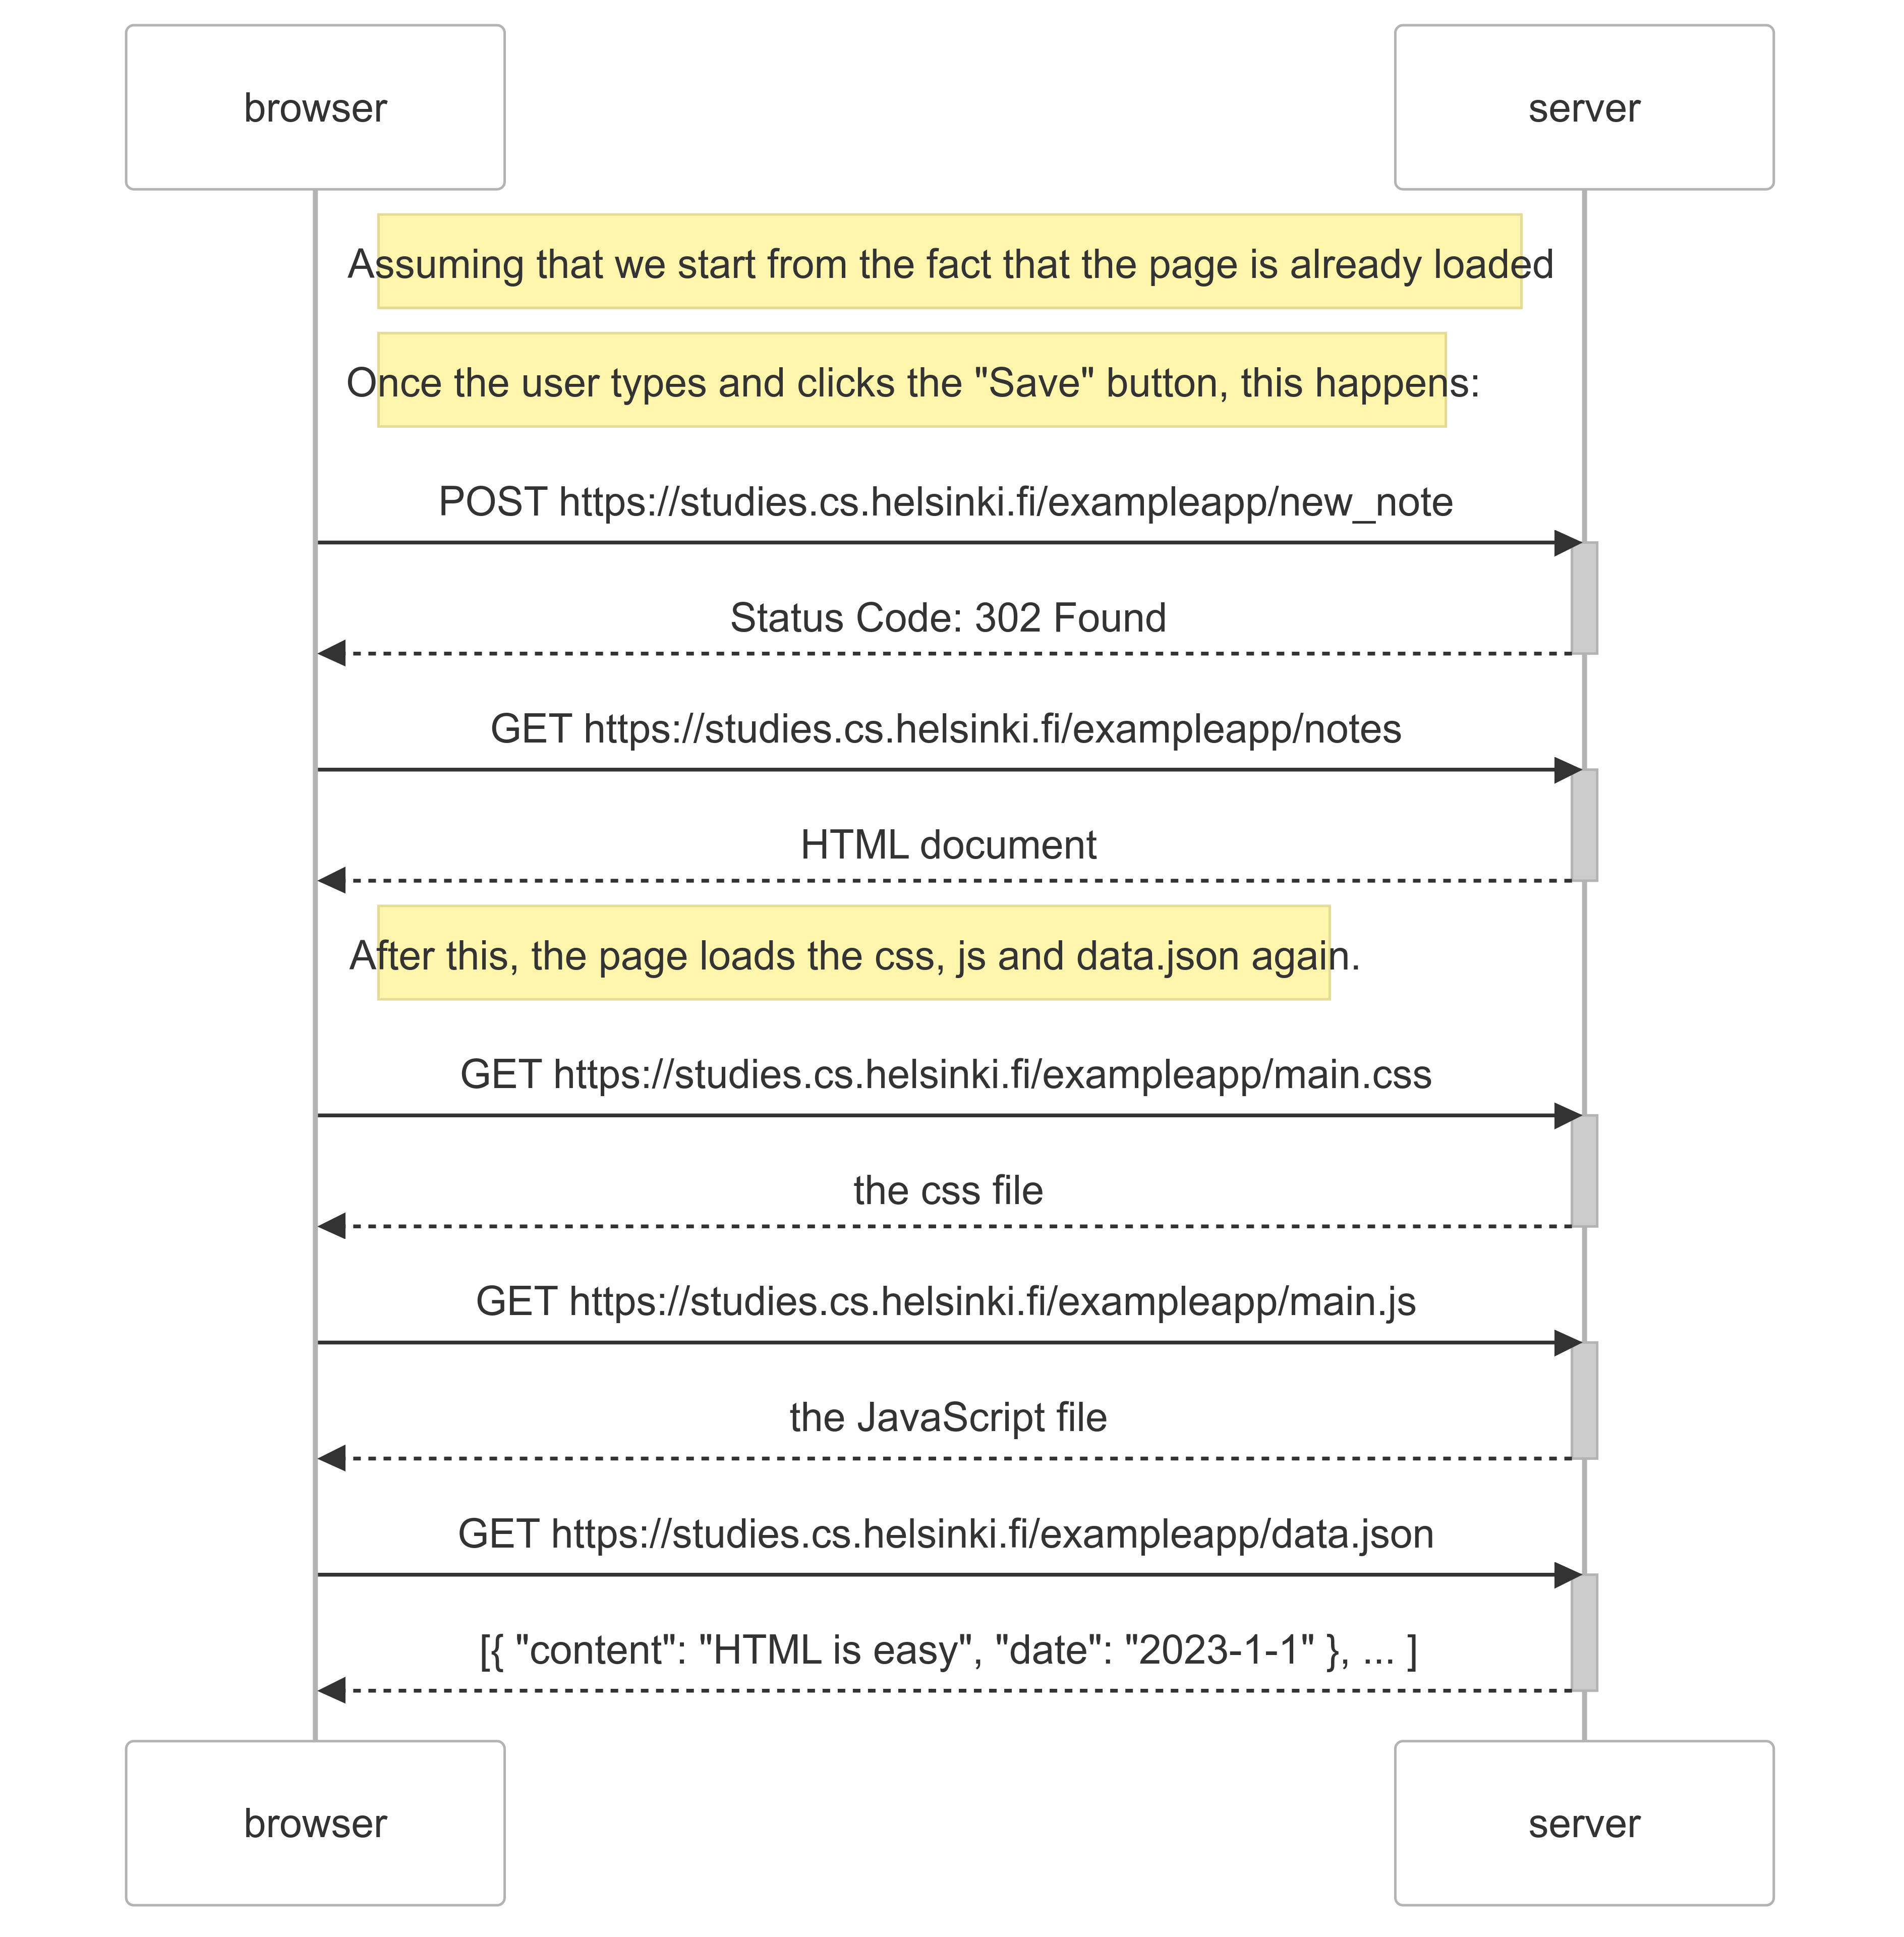 browser
server
Assuming that we start from the fact that the page is already loaded
Once the user types and clicks the "Save" button, this happens:
POST https://studies.cs.helsinki.fi/exampleapp/new_note
Status Code: 302 Found
GET https://studies.cs.helsinki.fi/exampleapp/notes
HTML document
After this, the page loads the css, js and data.json again.
GET https://studies.cs.helsinki.fi/exampleapp/main.css
the css file
GET https://studies.cs.helsinki.fi/exampleapp/main.js
the JavaScript file
GET https://studies.cs.helsinki.fi/exampleapp/data.json
[{ "content": "HTML is easy", "date": "2023-1-1" }, ... ]
browser
server